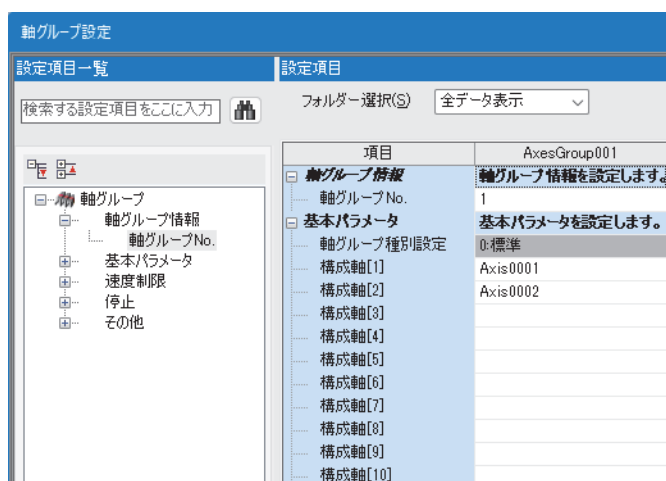 軸グループ設定
設定項目一覧
検索する設定項目をここに入力
軸グループ
軸グループ情報
軸グループNo.
基本パラメータ
速度制限
停止
その他
設定項目
フォルダー選択(S) 全データ表示
項目 AxesGroup001
軸グループ情報 軸グループ情報を設定します。
軸グループNo. 1
基本パラメータ 基本パラメータを設定します。
軸グループ種別設定 0:標準
構成軸[1] Axis0001
構成軸[2] Axis0002
構成軸[3]
構成軸[4]
構成軸[5]
構成軸[6]
構成軸[7]
構成軸[8]
構成軸[9]
構成軸[10]